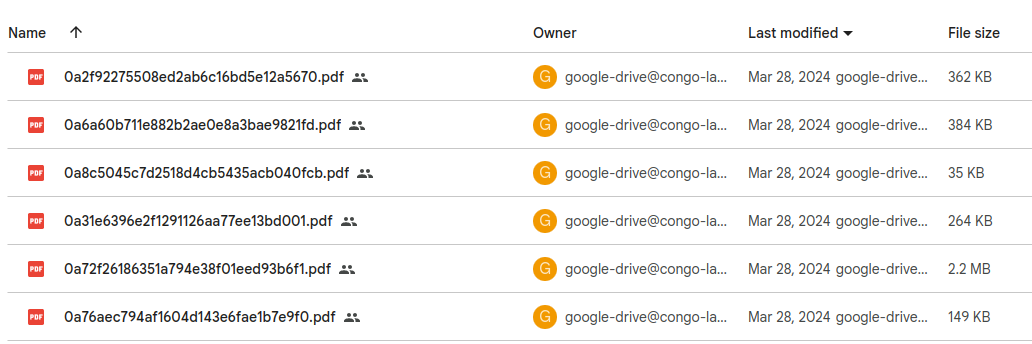 Name Owner Last modified File size
PDF 0a2f92275508ed2ab6c16bd5e12a5670.pdf G google-drive@congo-la... Mar 28, 2024 google-drive... 362 KB
PDF 0a6a60b711e882b2ae0e8a3bae9821fd.pdf G google-drive@congo-la... Mar 28, 2024 google-drive... 384 KB
PDF 0a8c5045c7d2518d4cb5435acb040fcb.pdf G google-drive@congo-la... Mar 28, 2024 google-drive... 35 KB
PDF 0a31e6396e2f1291126aa77ee13bd001.pdf G google-drive@congo-la... Mar 28, 2024 google-drive... 264 KB
PDF 0a72f26186351a794e38f01eed93b6f1.pdf G google-drive@congo-la... Mar 28, 2024 google-drive... 2.2 MB
PDF 0a76aec794af1604d143e6fae1b7e9f0.pdf G google-drive@congo-la... Mar 28, 2024 google-drive... 149 KB